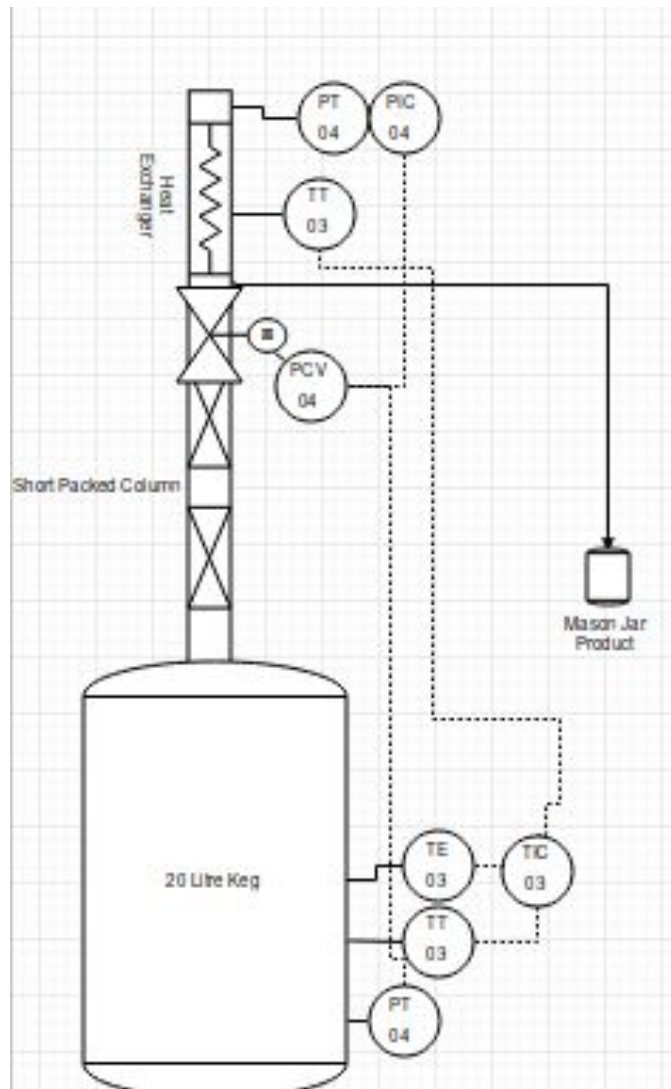 PT
04
PIC
04
Heat
Exchanger
TT
03
PCV
04
Short Packed Column
Mason Jar
Product
20 Litre Keg
TE
03
TIC
03
TT
03
PT
04